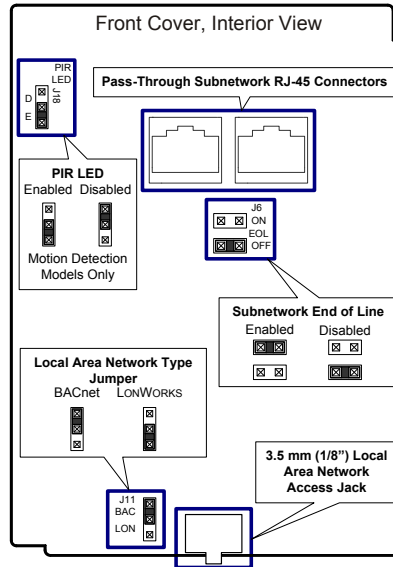 Front Cover, Interior View
PIR
LED
J18
D
E
Pass-Through Subnetwork RJ-45 Connectors
PIR LED
Enabled Disabled
Motion Detection
Models Only
J6
ON
EOL
OFF
Subnetwork End of Line
Enabled Disabled
Local Area Network Type
Jumper
BACnet LONWORKS
3.5 mm (1/8”) Local
Area Network
Access Jack
J11
BAC
LON